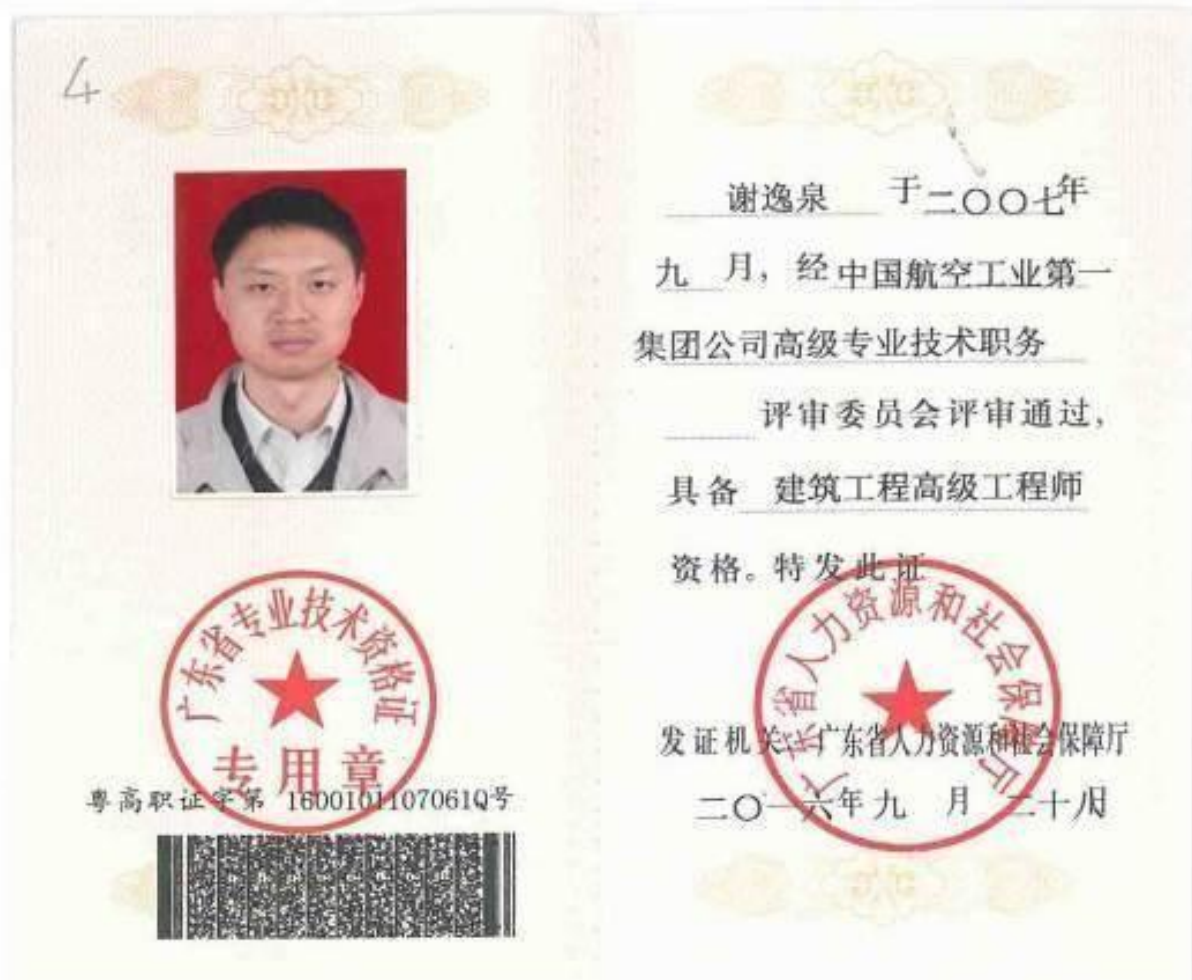 4
广东省专业技术资格证
专用章
粤高职证字第 1600101107061Q号
谢逸泉 于二〇〇七年
九 月，经中国航空工业第一
集团公司高级专业技术职务
评审委员会评审通过，
具备 建筑工程高级工程师
资格。特发此证
广东省人力资源和社会保障厅
发证机关：广东省人力资源和社会保障厅
二〇一六年九 月 二十八日